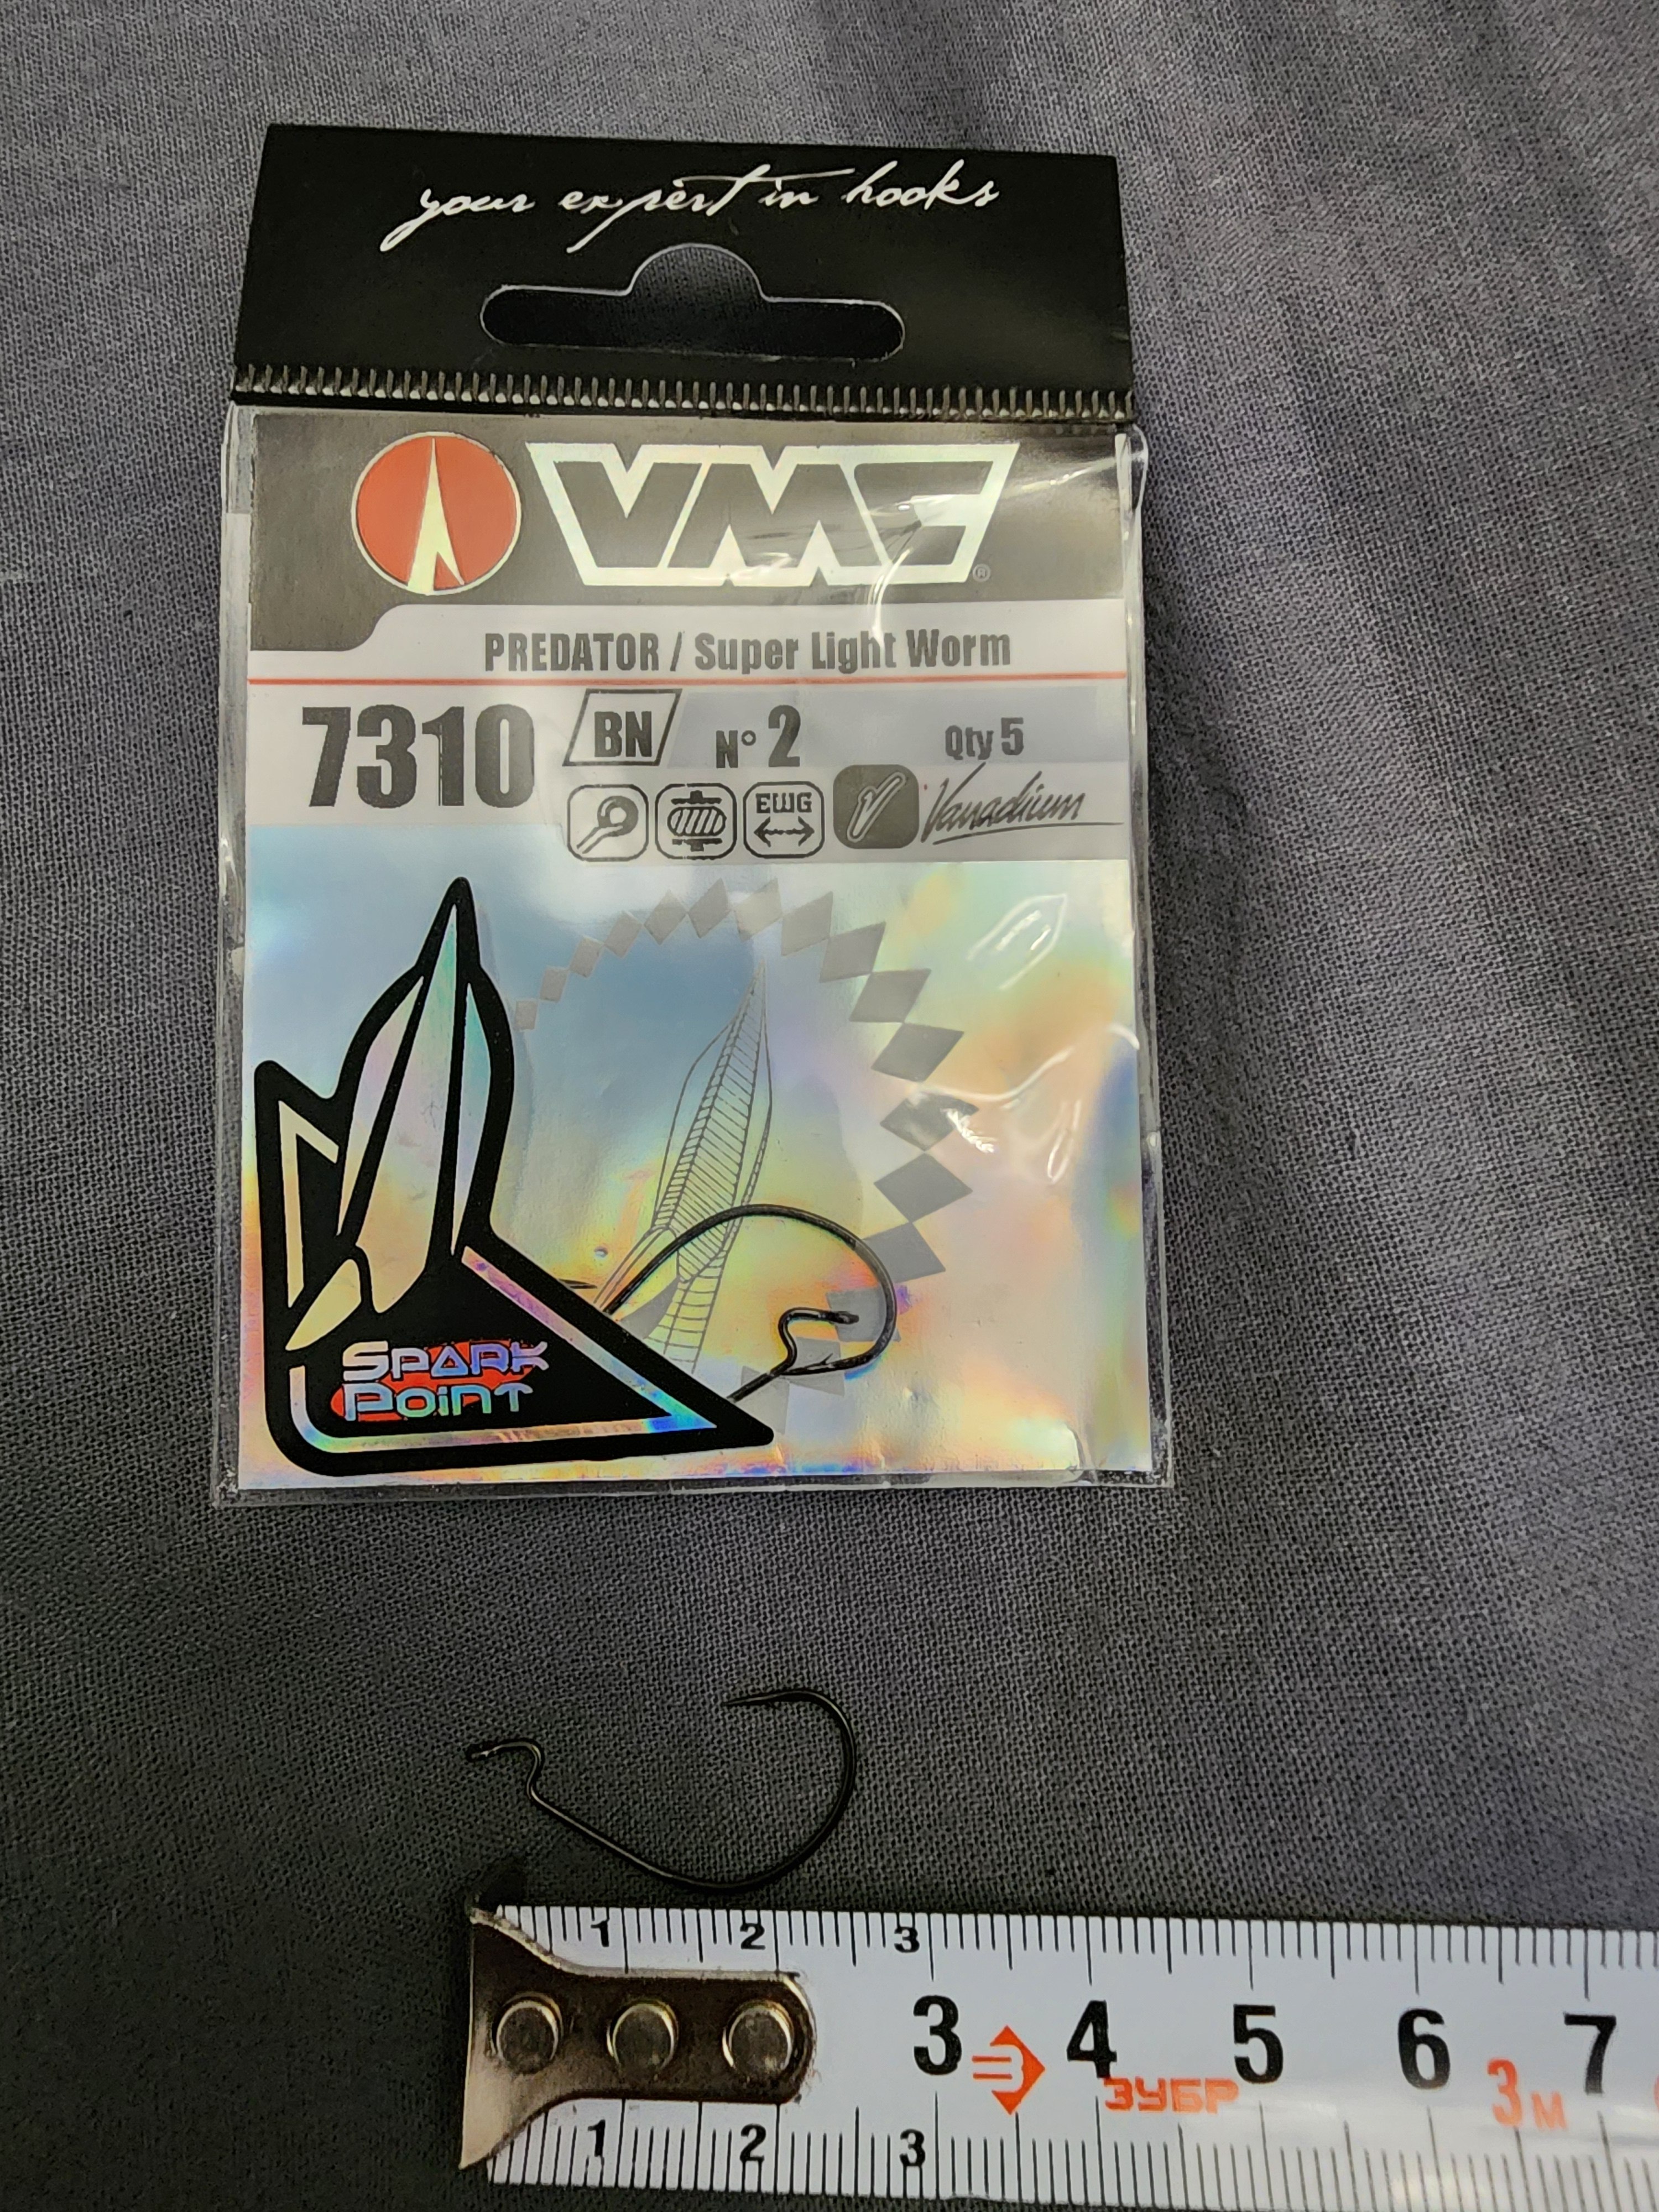 your expert in hooks
VMC®
PREDATOR / Super Light Worm
7310 BN N° 2 Qty 5
EWG Vanadium
SPARK
POINT
1 2 3
3 4 5 6 7
ЗУБР 3м
1 2 3